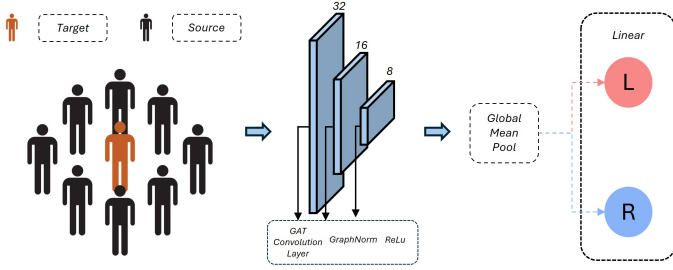 Target
Source
32
16
8
GAT
Convolution
Layer
GraphNorm
ReLu
Global
Mean
Pool
Linear
L
R